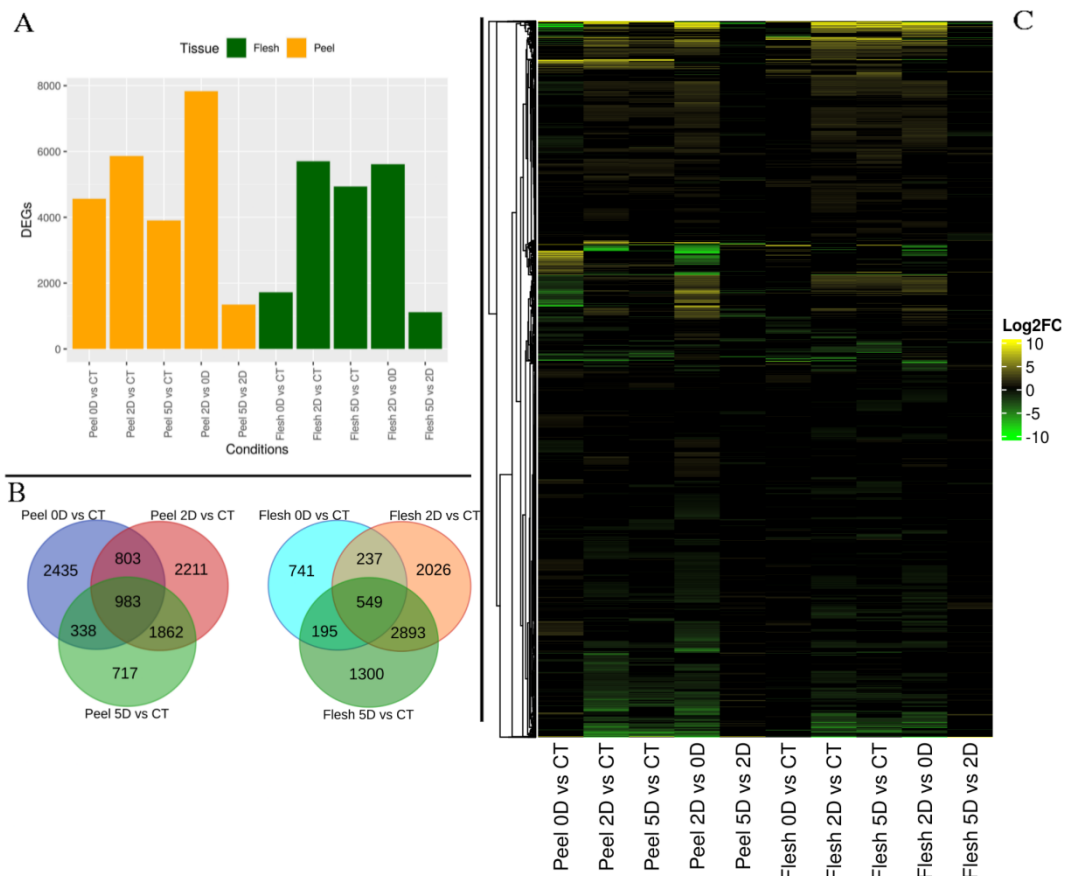 A
Tissue Flesh Peel
8000
6000
4000
2000
0
DEGs
Peel 0D vs CT
Peel 2D vs CT
Peel 5D vs CT
Peel 2D vs 0D
Peel 5D vs 2D
Flesh 0D vs CT
Flesh 2D vs CT
Flesh 5D vs CT
Flesh 2D vs 0D
Flesh 5D vs 2D
Conditions
B
Peel 0D vs CT Peel 2D vs CT
2435 803 2211
983
338 1862
717
Peel 5D vs CT
Flesh 0D vs CT Flesh 2D vs CT
741 237 2026
549
195 2893
1300
Flesh 5D vs CT
C
Log2FC
10
5
0
-5
-10
Peel 0D vs CT
Peel 2D vs CT
Peel 5D vs CT
Peel 2D vs 0D
Peel 5D vs 2D
Flesh 0D vs CT
Flesh 2D vs CT
Flesh 5D vs CT
Flesh 2D vs 0D
Flesh 5D vs 2D